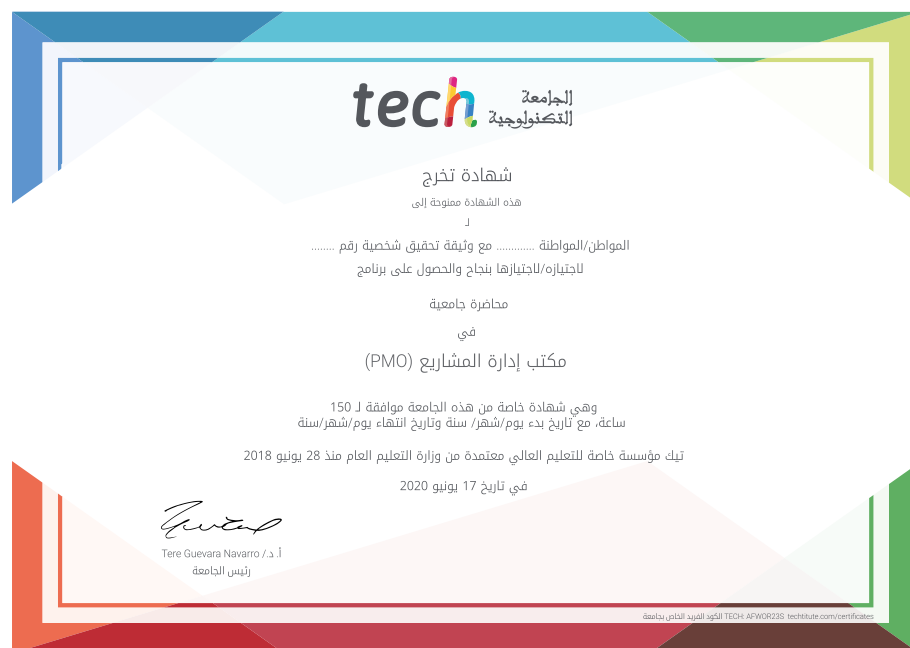 tech الجامعة
التكنولوجية
شهادة تخرج
هذه الشهادة ممنوحة إلى
لـ
المواطن/المواطنة ............. مع وثيقة تحقيق شخصية رقم ........
لاجتيازه/لاجتيازها بنجاح والحصول على برنامج
محاضرة جامعية
في
مكتب إدارة المشاريع (PMO)
وهي شهادة خاصة من هذه الجامعة موافقة لـ 150
ساعة، مع تاريخ بدء يوم/شهر/ سنة وتاريخ انتهاء يوم/شهر/سنة
تيك مؤسسة خاصة للتعليم العالي معتمدة من وزارة التعليم العام منذ 28 يونيو 2018
في تاريخ 17 يونيو 2020
أ. د./ Tere Guevara Navarro
رئيس الجامعة
الكود الفريد الخاص بجامعة TECH: AFWOR23S techtitute.com/certificates